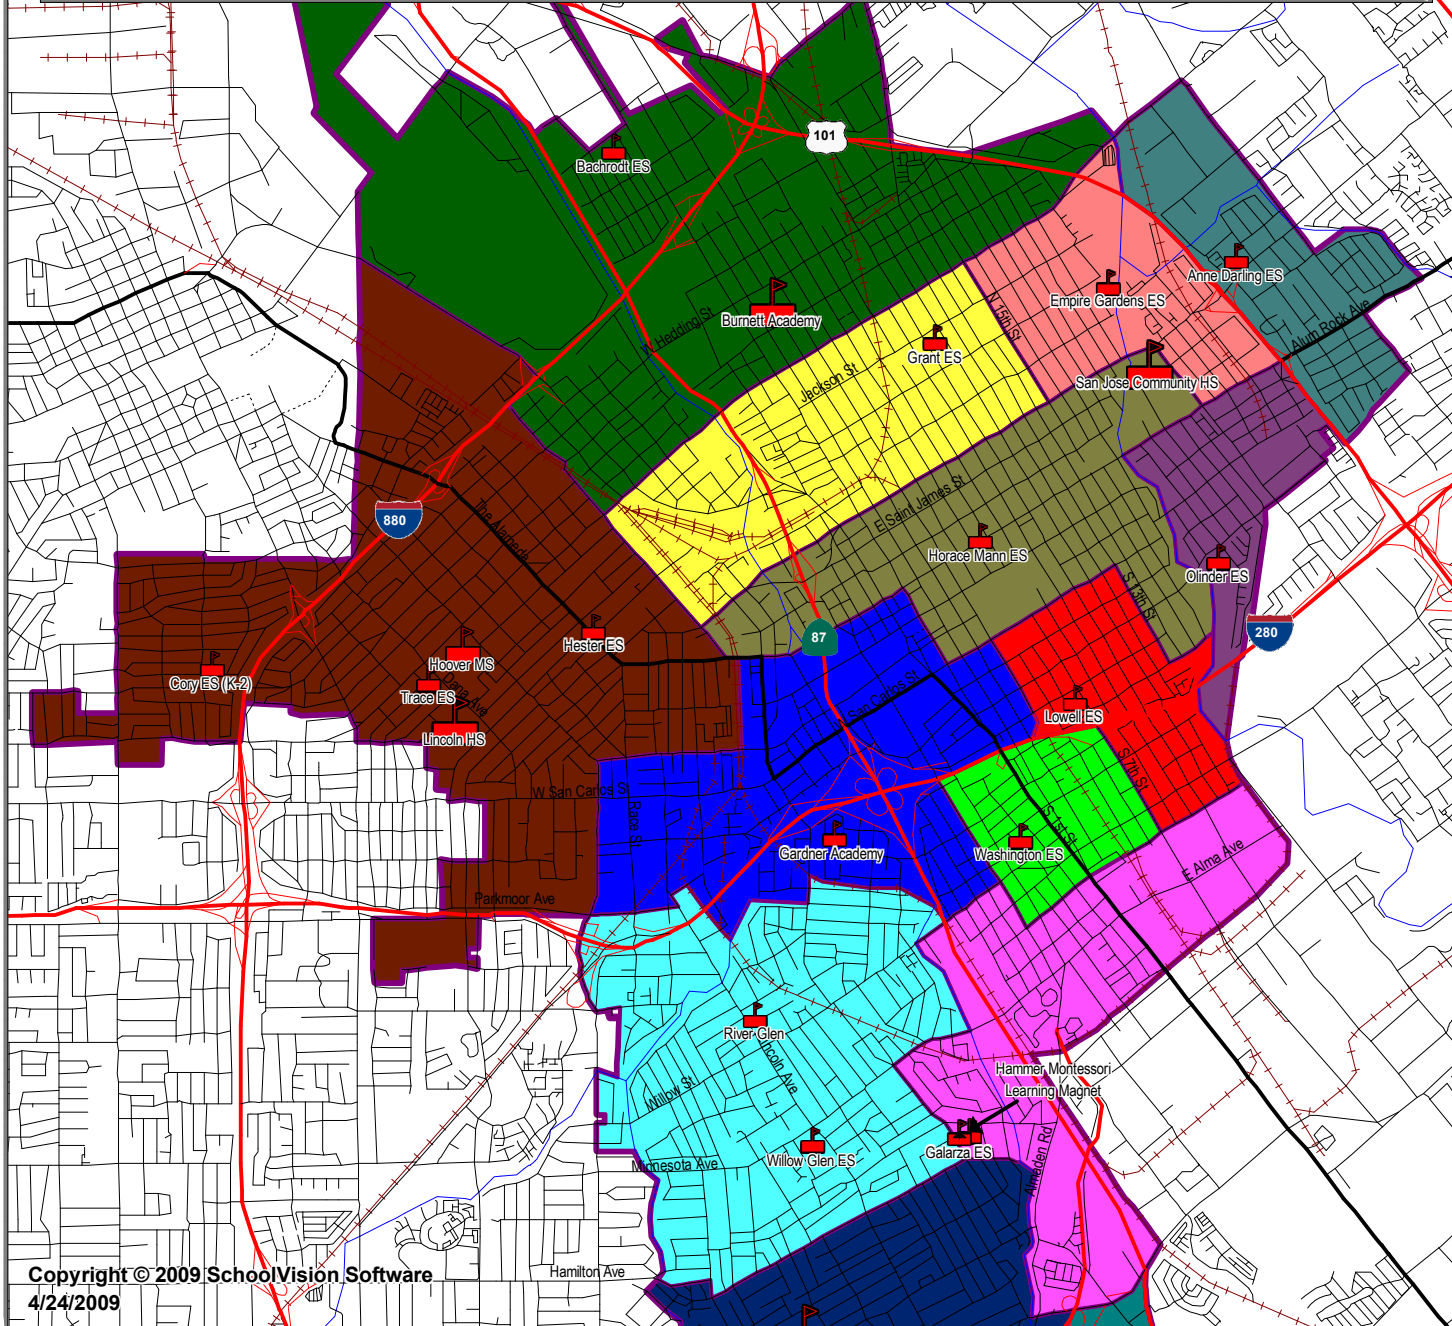 101
Bachrodt ES
Anne Darling ES
Empire Gardens ES
N 15th St
Alum Rock Ave
W Hedding St
Burnett Academy
Grant ES
Jackson St
San Jose Community HS
880
The Alameda
E Saint James St
Horace Mann ES
Olinder ES
S 13th St
280
87
Hester ES
Hoover MS
Cory ES (K-2)
Trace ES
Dana Ave
Lincoln HS
San Carlos St
Lowell ES
S 7th St
W San Carlos St
Race St
Gardner Academy
S 1st St
Washington ES
E Alma Ave
Parkmoor Ave
River Glen
Lincoln Ave
Hammer Montessori
Learning Magnet
Willow St
Galarza ES
Almaden Rd
Willow Glen ES
Minnesota Ave
Hamilton Ave
Copyright © 2009 SchoolVision Software
4/24/2009